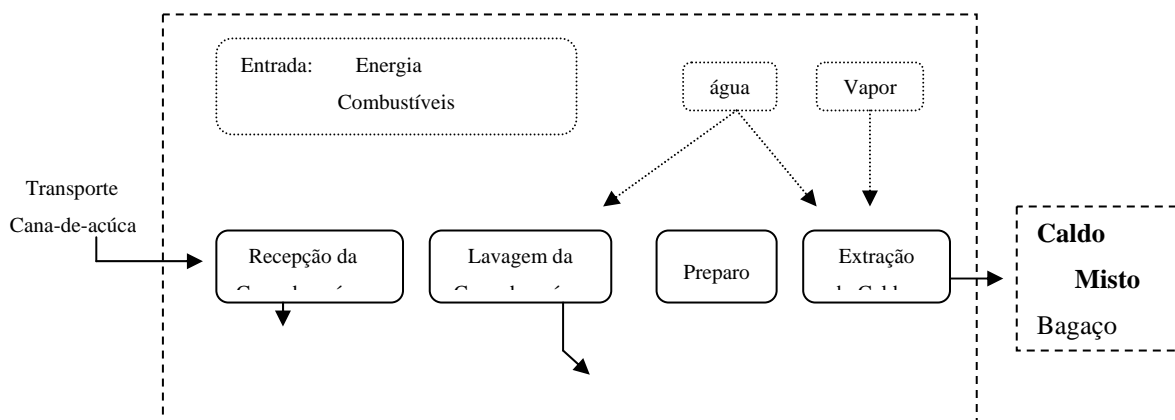 Entrada: Energia
Combustíveis
água
Vapor
Transporte
Cana-de-acúca
Recepção da
Lavagem da
Preparo
Extração
Caldo
Misto
Bagaço